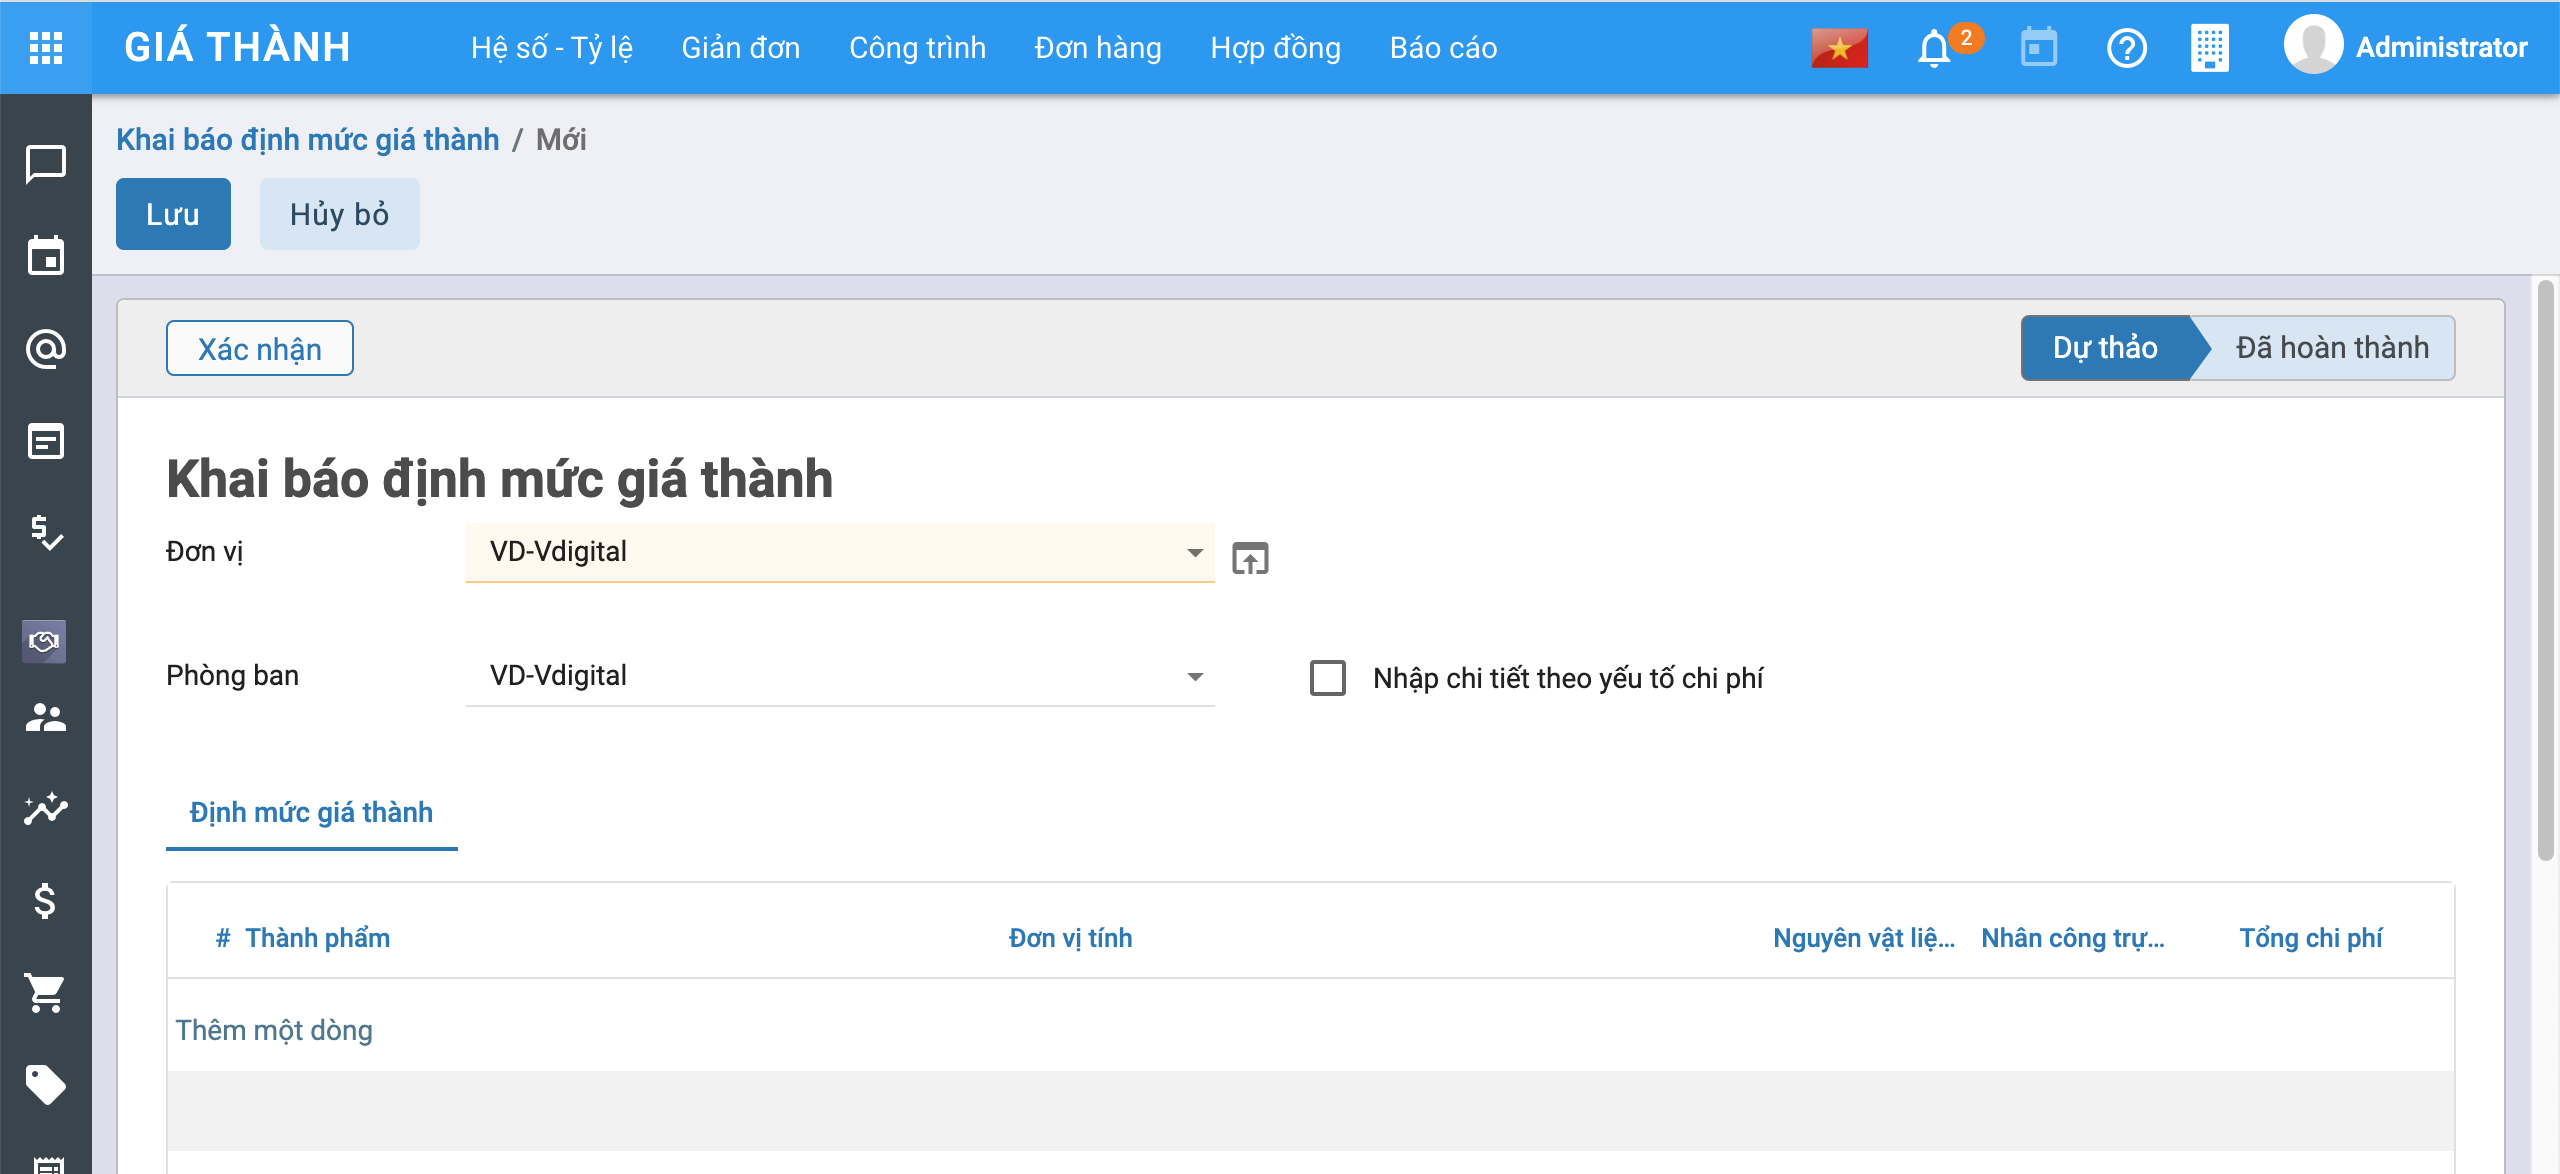 GIÁ THÀNH Hệ số - Tỷ lệ Giản đơn Công trình Đơn hàng Hợp đồng Báo cáo 2 Administrator
Khai báo định mức giá thành / Mới
Lưu Hủy bỏ
Xác nhận Dự thảo Đã hoàn thành
Khai báo định mức giá thành
Đơn vị VD-Vdigital
Phòng ban VD-Vdigital Nhập chi tiết theo yếu tố chi phí
Định mức giá thành
# Thành phẩm Đơn vị tính Nguyên vật liệ... Nhân công trự... Tổng chi phí
Thêm một dòng